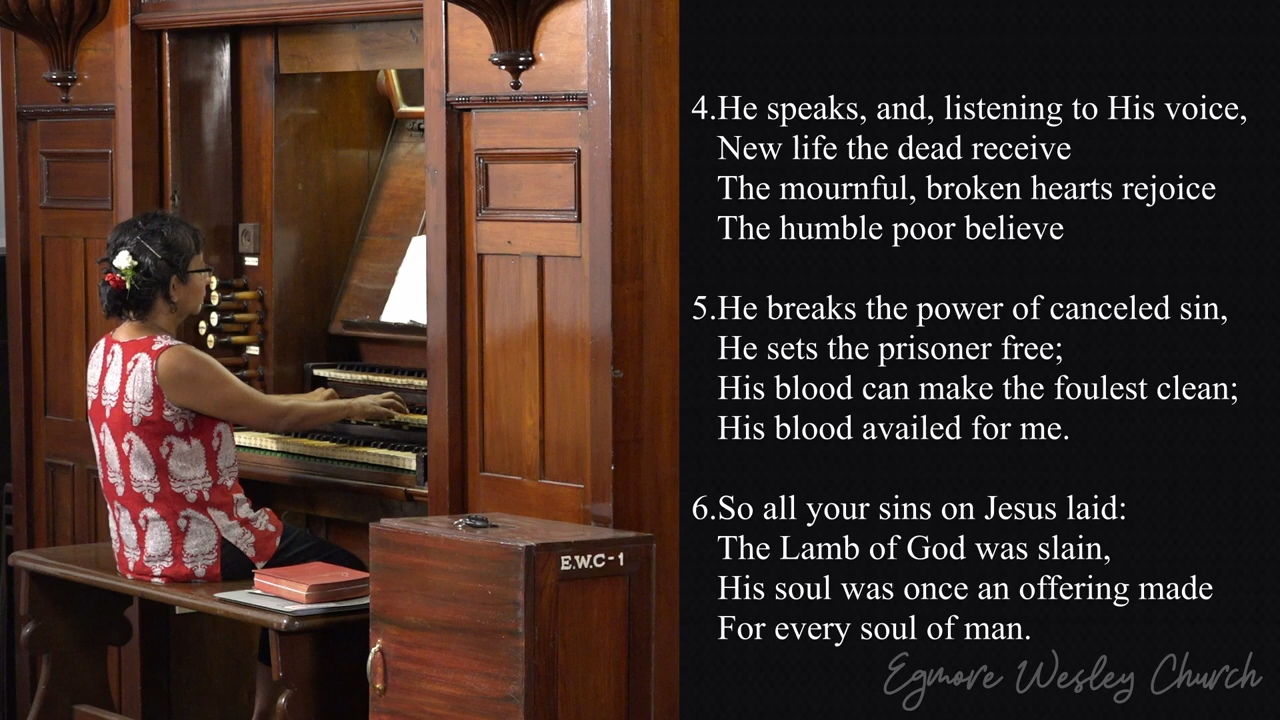 4.He speaks, and, listening to His voice,
New life the dead receive
The mournful, broken hearts rejoice
The humble poor believe
5.He breaks the power of canceled sin,
He sets the prisoner free;
His blood can make the foulest clean;
His blood availed for me.
6.So all your sins on Jesus laid:
The Lamb of God was slain,
His soul was once an offering made
For every soul of man.
Egmore Wesley Church
E.W.C-1